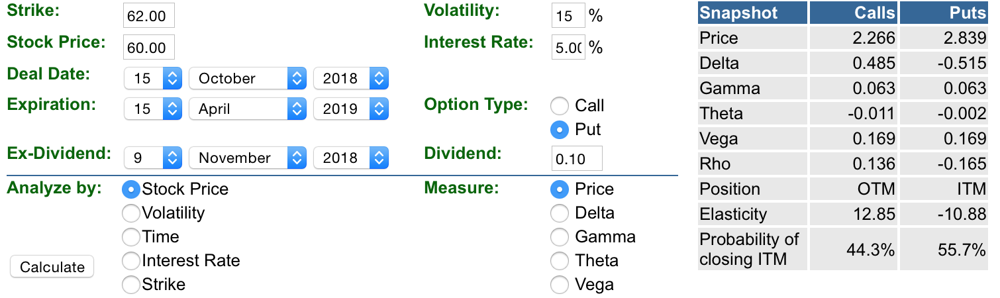 Strike: 62.00 Volatility: 15 %
Stock Price: 60.00 Interest Rate: 5.00 %
Deal Date: 15 October 2018
Expiration: 15 April 2019 Option Type: Call
Put
Ex-Dividend: 9 November 2018 Dividend: 0.10
Analyze by: Stock Price Measure: Price
Volatility Delta
Time Gamma
Interest Rate Theta
Calculate
Strike Vega
Snapshot Calls Puts
Price 2.266 2.839
Delta 0.485 -0.515
Gamma 0.063 0.063
Theta -0.011 -0.002
Vega 0.169 0.169
Rho 0.136 -0.165
Position OTM ITM
Elasticity 12.85 -10.88
Probability of
closing ITM 44.3% 55.7%